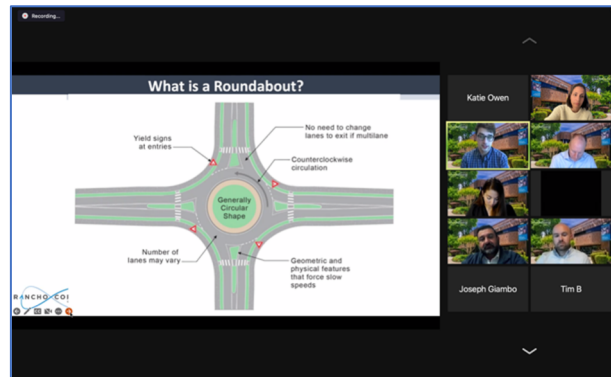 Recording...
What is a Roundabout?
Yield signs
at entries
No need to change
lanes to exit if multilane
Counterclockwise
circulation
Generally
Circular
Shape
Number of
lanes may vary
Geometric and
physical features
that force slow
speeds
Katie Owen
Joseph Giambo
Tim B